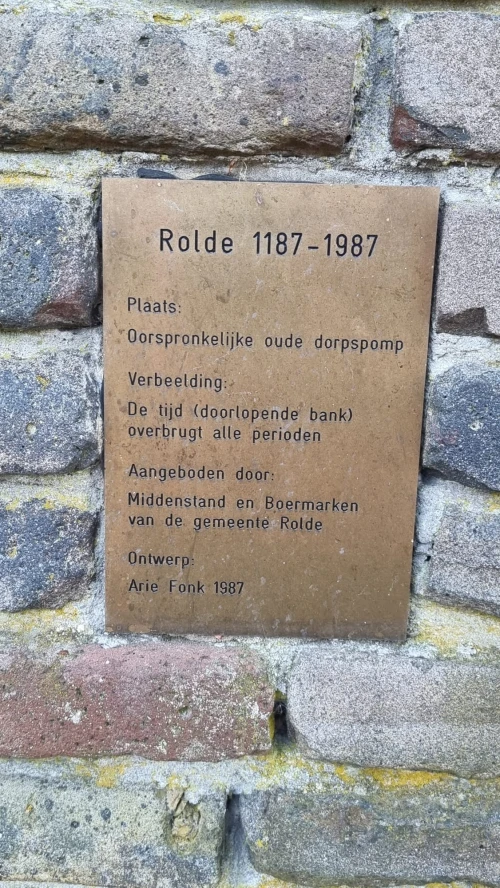 Rolde 1187-1987
Plaats:
Oorspronkelijke oude dorpspomp
Verbeelding:
De tijd (doorlopende bank)
overbrugt alle perioden
Aangeboden door:
Middenstand en Boermarken
van de gemeente Rolde
Ontwerp:
Arie Fonk 1987